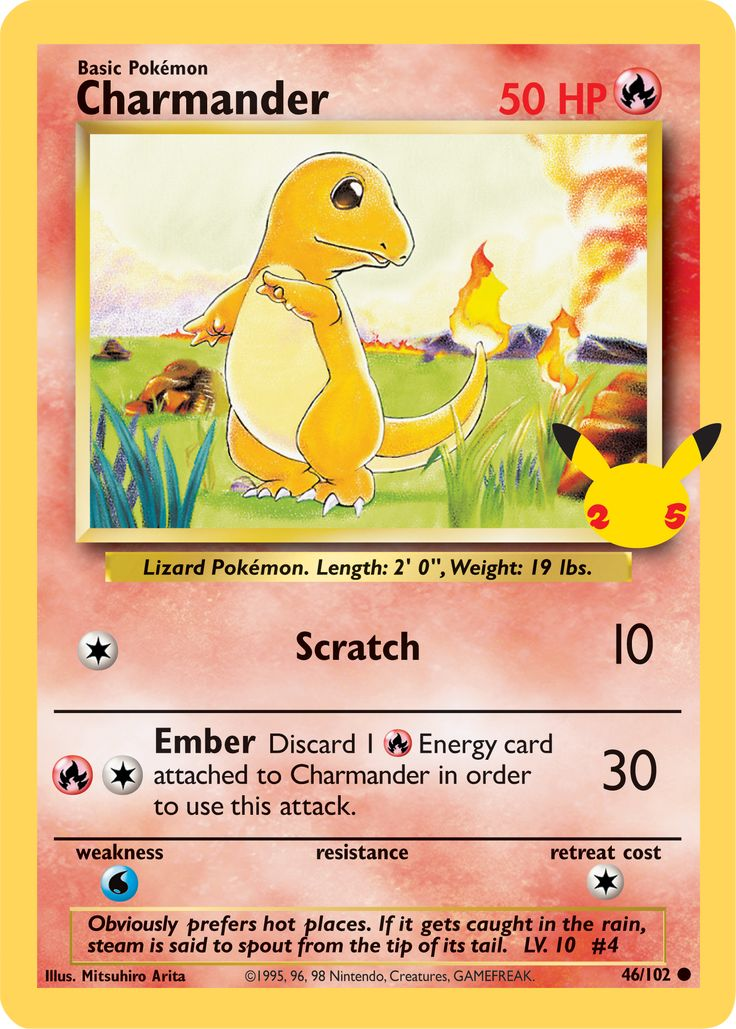 Basic Pokémon
Charmander
50 HP
25
Lizard Pokémon. Length: 2' 0", Weight: 19 lbs.
Scratch 10
Ember Discard 1 Energy card
attached to Charmander in order
to use this attack.
30
weakness resistance retreat cost
Obviously prefers hot places. If it gets caught in the rain,
steam is said to spout from the tip of its tail. LV. 10 #4
Illus. Mitsuhiro Arita ©1995, 96, 98 Nintendo, Creatures, GAMEFREAK. 46/102